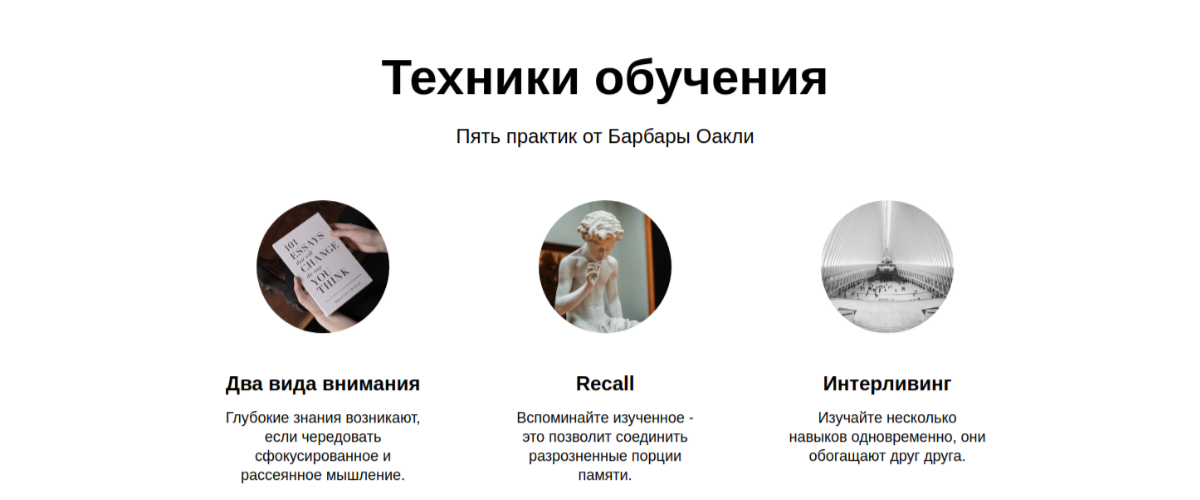 Техники обучения
Пять практик от Барбары Оакли
101
ESSAYS
that will
CHANGE
the way
YOU
THINK
Два вида внимания
Глубокие знания возникают,
если чередовать
сфокусированное и
рассеянное мышление.
Recall
Вспоминайте изученное -
это позволит соединить
разрозненные порции
памяти.
Интерливинг
Изучайте несколько
навыков одновременно, они
обогащают друг друга.